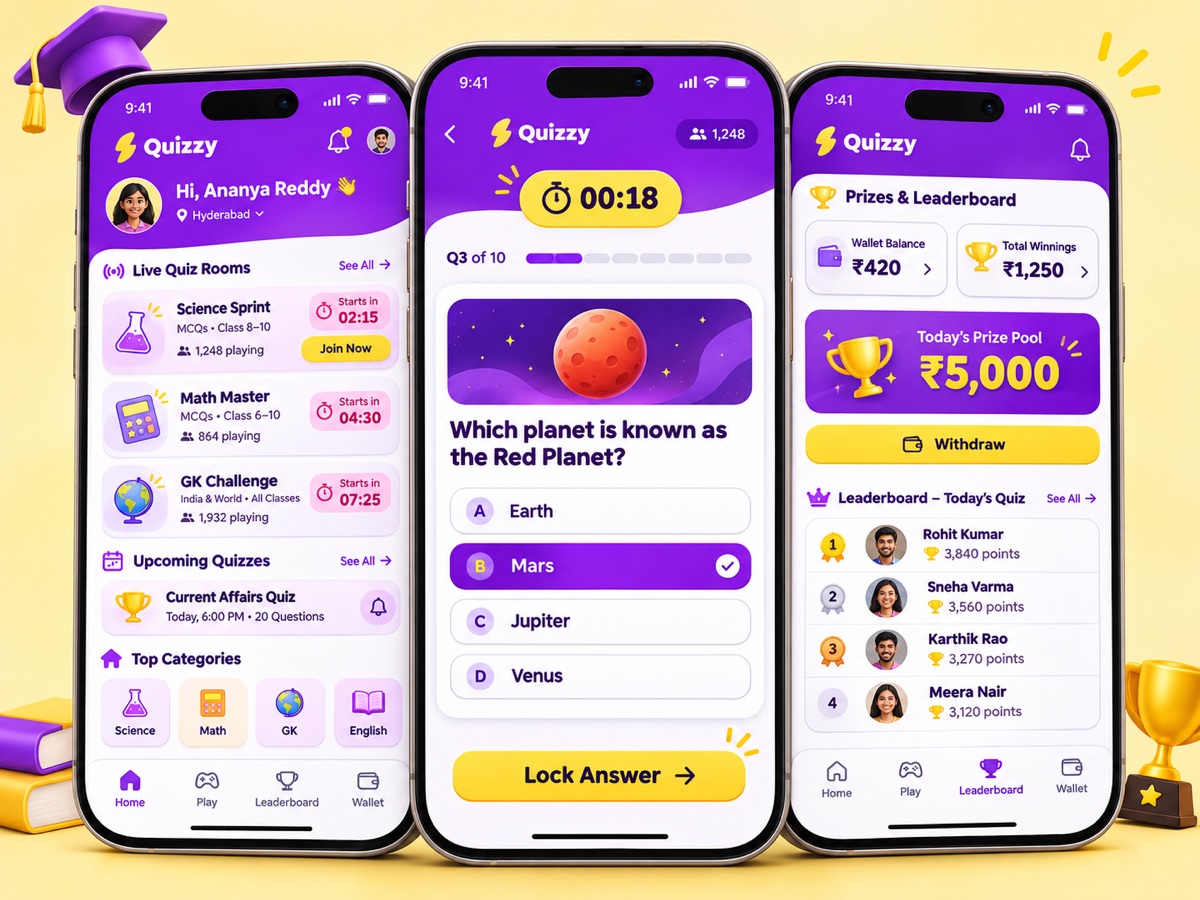 9:41
Quizzy
Hi, Ananya Reddy 👋
Hyderabad
Live Quiz Rooms
See All →
Science Sprint
MCQs • Class 8–10
1,248 playing
Starts in
02:15
Join Now
Math Master
MCQs • Class 6–10
864 playing
Starts in
04:30
GK Challenge
India & World • All Classes
1,932 playing
Starts in
07:25
Upcoming Quizzes
See All →
Current Affairs Quiz
Today, 6:00 PM • 20 Questions
Top Categories
Science
Math
GK
English
Home
Play
Leaderboard
Wallet
9:41
Quizzy
1,248
00:18
Q3 of 10
Which planet is known as
the Red Planet?
A Earth
B Mars
C Jupiter
D Venus
Lock Answer →
9:41
Quizzy
Prizes & Leaderboard
Wallet Balance
₹420
Total Winnings
₹1,250
Today's Prize Pool
₹5,000
Withdraw
Leaderboard – Today's Quiz
See All →
1
Rohit Kumar
3,840 points
2
Sneha Varma
3,560 points
3
Karthik Rao
3,270 points
4
Meera Nair
3,120 points
Home
Play
Leaderboard
Wallet